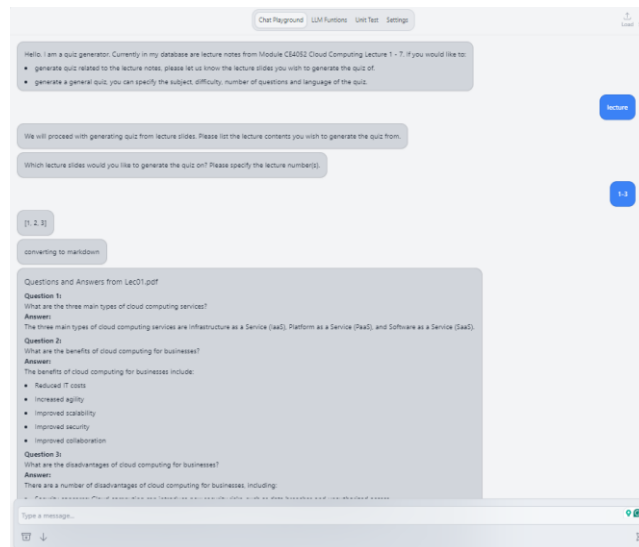 Chat Playground LLM Funtions Unit Test Settings
Load
Hello, I am a quiz generator. Currently in my database are lecture notes from Module CE4052 Cloud Computing Lecture 1 - 7. If you would like to:
• generate quiz related to the lecture notes, please let us know the lecture slides you wish to generate the quiz of.
• generate a general quiz, you can specify the subject, difficulty, number of questions and language of the quiz.
lecture
We will proceed with generating quiz from lecture slides. Please list the lecture contents you wish to generate the quiz from.
Which lecture slides would you like to generate the quiz on? Please specify the lecture number(s).
1-3
[1, 2, 3]
converting to markdown
Questions and Answers from Lec01.pdf
Question 1:
What are the three main types of cloud computing services?
Answer:
The three main types of cloud computing services are Infrastructure as a Service (IaaS), Platform as a Service (PaaS), and Software as a Service (SaaS).
Question 2:
What are the benefits of cloud computing for businesses?
Answer:
The benefits of cloud computing for businesses include:
• Reduced IT costs
• Increased agility
• Improved scalability
• Improved security
• Improved collaboration
Question 3:
What are the disadvantages of cloud computing for businesses?
Answer:
There are a number of disadvantages of cloud computing for businesses, including:
Type a message...